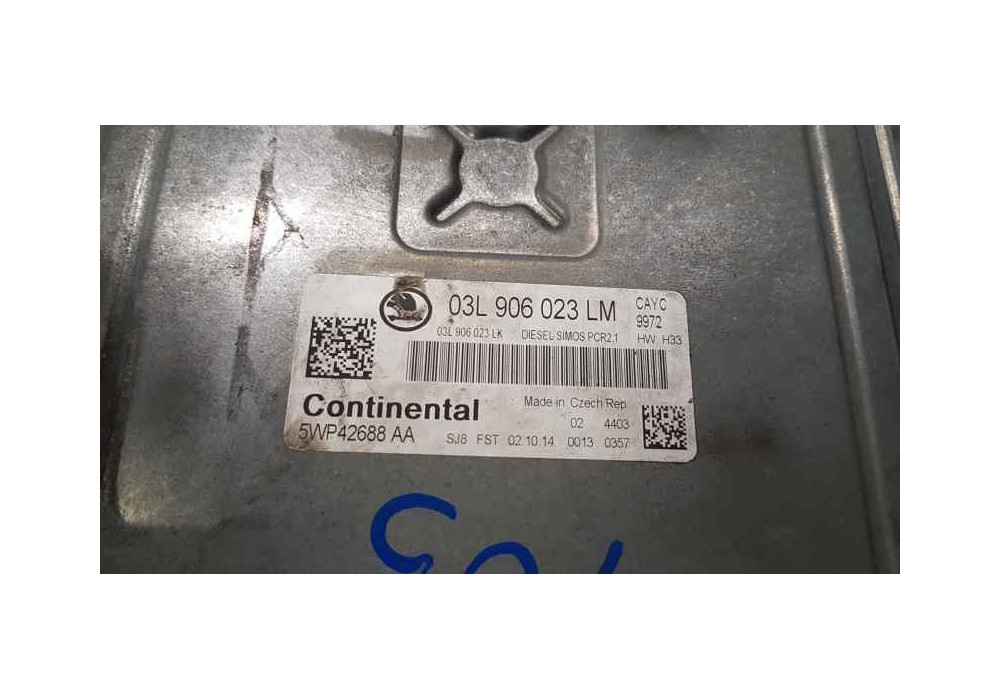 03L 906 023 LM CAYC
9972
03L 906 023 LK DIESEL SIMOS PCR2.1 HW H33
Continental Made in Czech Rep.
02 4403
5WP42688 AA SJ8 FST 02.10.14 0013 0357